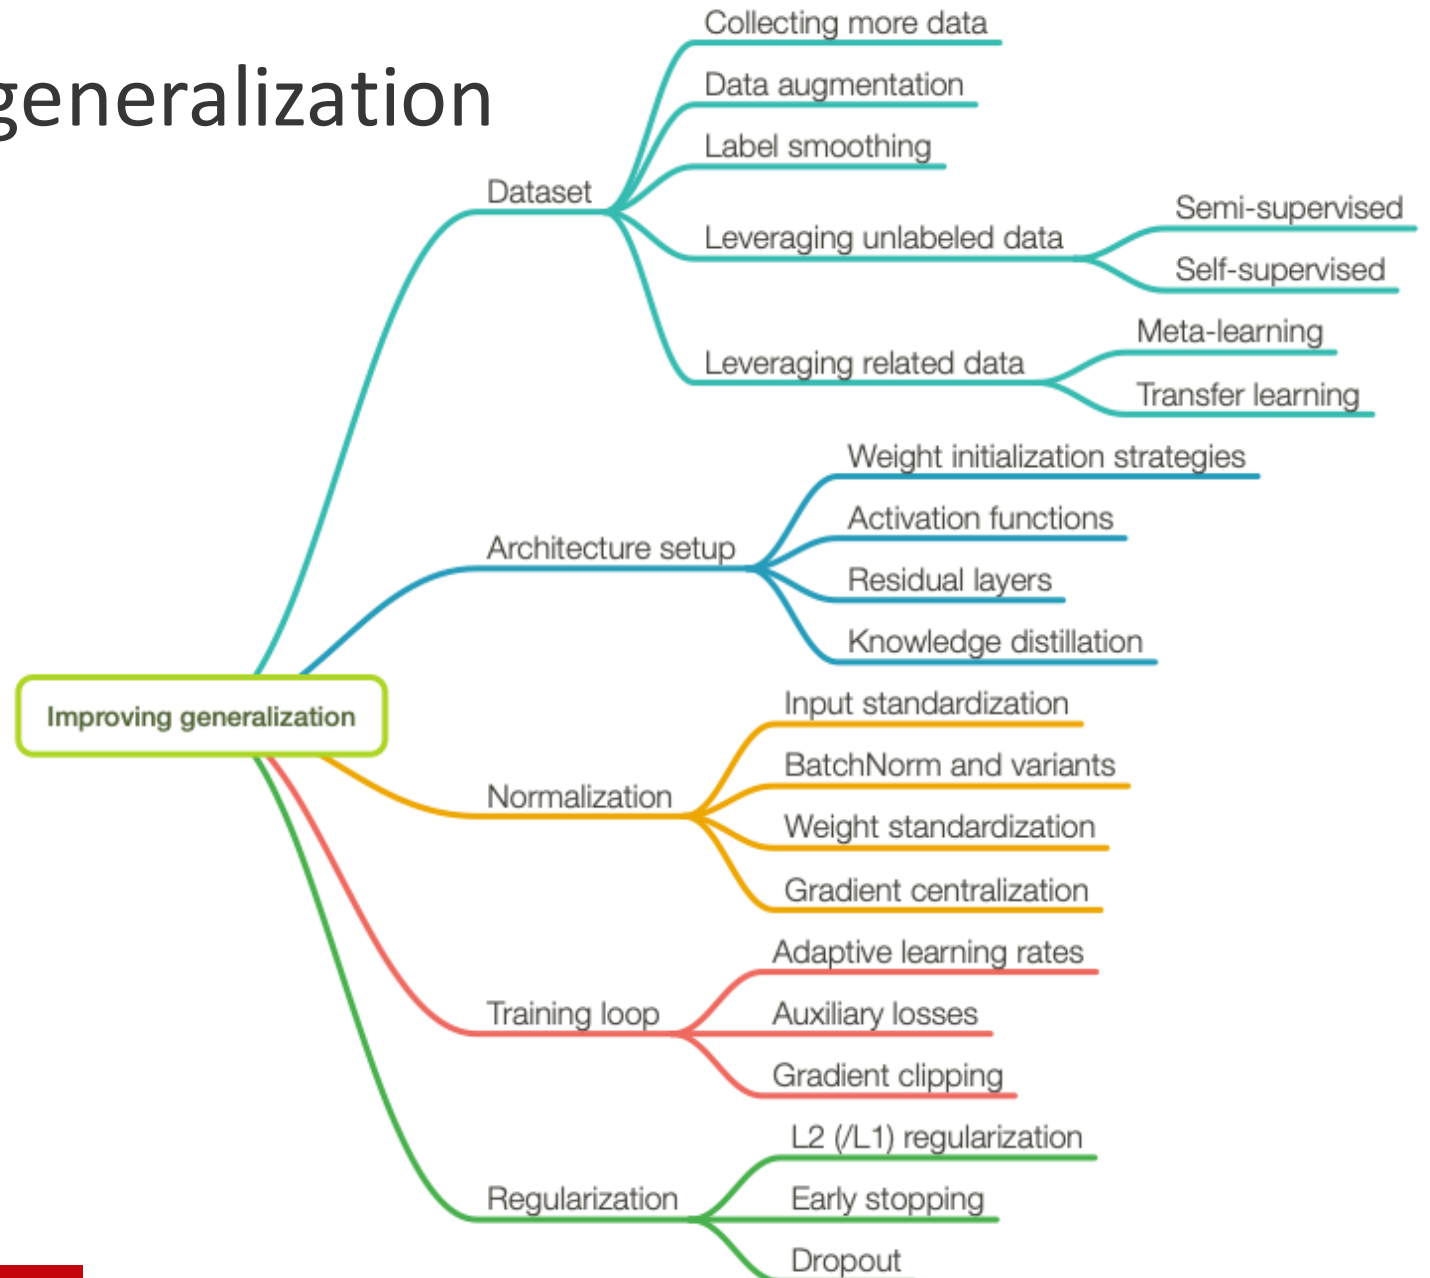 generalization
Collecting more data
Data augmentation
Label smoothing
Dataset
Semi-supervised
Leveraging unlabeled data
Self-supervised
Meta-learning
Leveraging related data
Transfer learning
Weight initialization strategies
Activation functions
Architecture setup
Residual layers
Knowledge distillation
Improving generalization
Input standardization
BatchNorm and variants
Normalization
Weight standardization
Gradient centralization
Adaptive learning rates
Training loop
Auxiliary losses
Gradient clipping
L2 (/L1) regularization
Regularization
Early stopping
Dropout